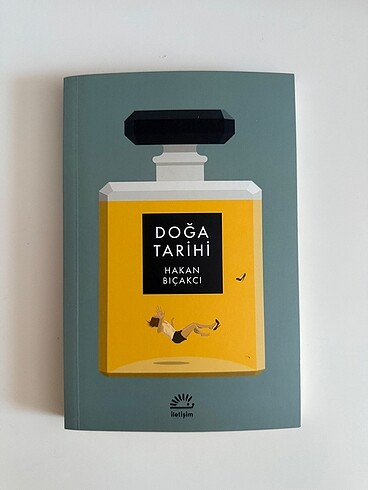 DOĞA
TARİHİ
HAKAN
BIÇAKCI
iletişim